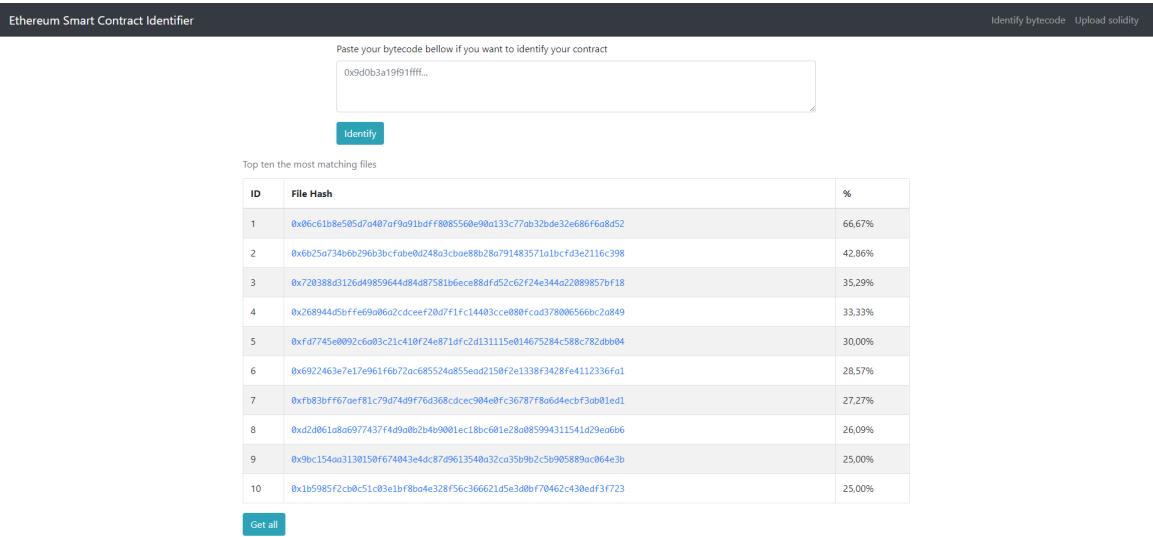 Ethereum Smart Contract Identifier Identify bytecode Upload solidity
Paste your bytecode bellow if you want to identify your contract
0x9d0b3a19f91ffff...
Identify
Top ten the most matching files
ID File Hash %
1 0x06c61b8e505d7a407af9a91bdff8085560e90a133c77ab32bde32e686f6a8d52 66,67%
2 0x6b25a734b6b296b3bcfabe0d248a3cbae88b28a791483571a1bcfd3e2116c398 42,86%
3 0x720388d3126d49859644d84d87581b6ece88dfd52c62f24e344a22089857bf18 35,29%
4 0x268944d5bffe69a06a2cdceef20d7f1fc14403cce080fcad378006566bc2a849 33,33%
5 0xfd7745e0092c6a03c21c410f24e871dfc2d131115e014675284c588c782dbb04 30,00%
6 0x6922463e7e17e961f6b72ac685524a855ead2150f2e1338f3428fe4112336fa1 28,57%
7 0xfb83bff67aef81c79d74d9f76d368cdcec904e0fc36787f8a6d4ecbf3ab01ed1 27,27%
8 0xd2d061a8a6977437f4d9a0b2b4b9001ec18bc601e28a085994311541d29ea6b6 26,09%
9 0x9bc154aa3130150f674043e4dc87d9613540a32ca35b9b2c5b905889ac064e3b 25,00%
10 0x1b5985f2cb0c51c03e1bf8ba4e328f56c366621d5e3d0bf70462c430edf3f723 25,00%
Get all